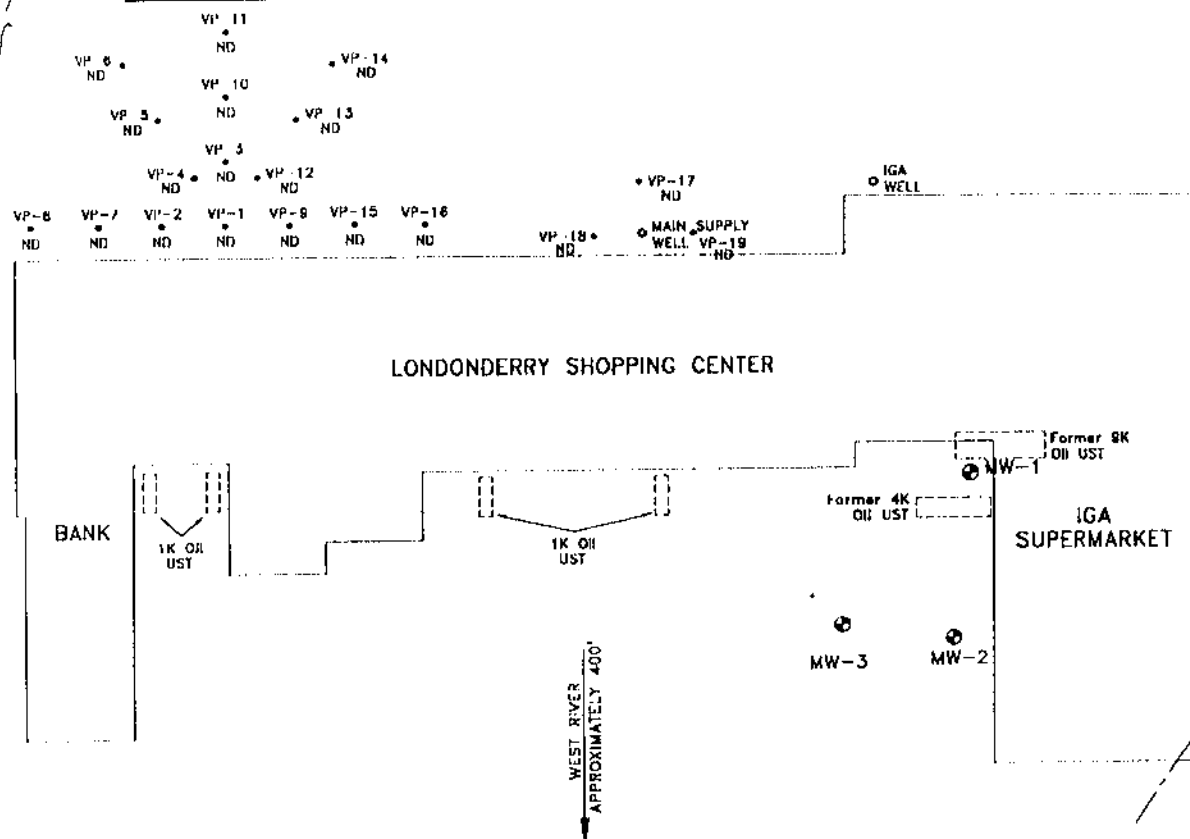 VP 11
ND
VP 6
ND
VP-14
ND
VP 10
ND
VP 5
ND
VP 13
ND
VP 3
ND
VP-4
ND
VP-12
ND
VP-17
ND
IGA
WELL
VP-8
ND
VP-7
ND
VP-2
ND
VP-1
ND
VP-9
ND
VP-15
ND
VP-16
ND
VP-18
ND
MAIN SUPPLY
WELL
VP-19
ND
LONDONDERRY SHOPPING CENTER
Former 8K
Oil UST
MW-1
Former 4K
Oil UST
BANK
1K Oil
UST
1K Oil
UST
IGA
SUPERMARKET
MW-3
MW-2
WEST RIVER
APPROXIMATELY 400'